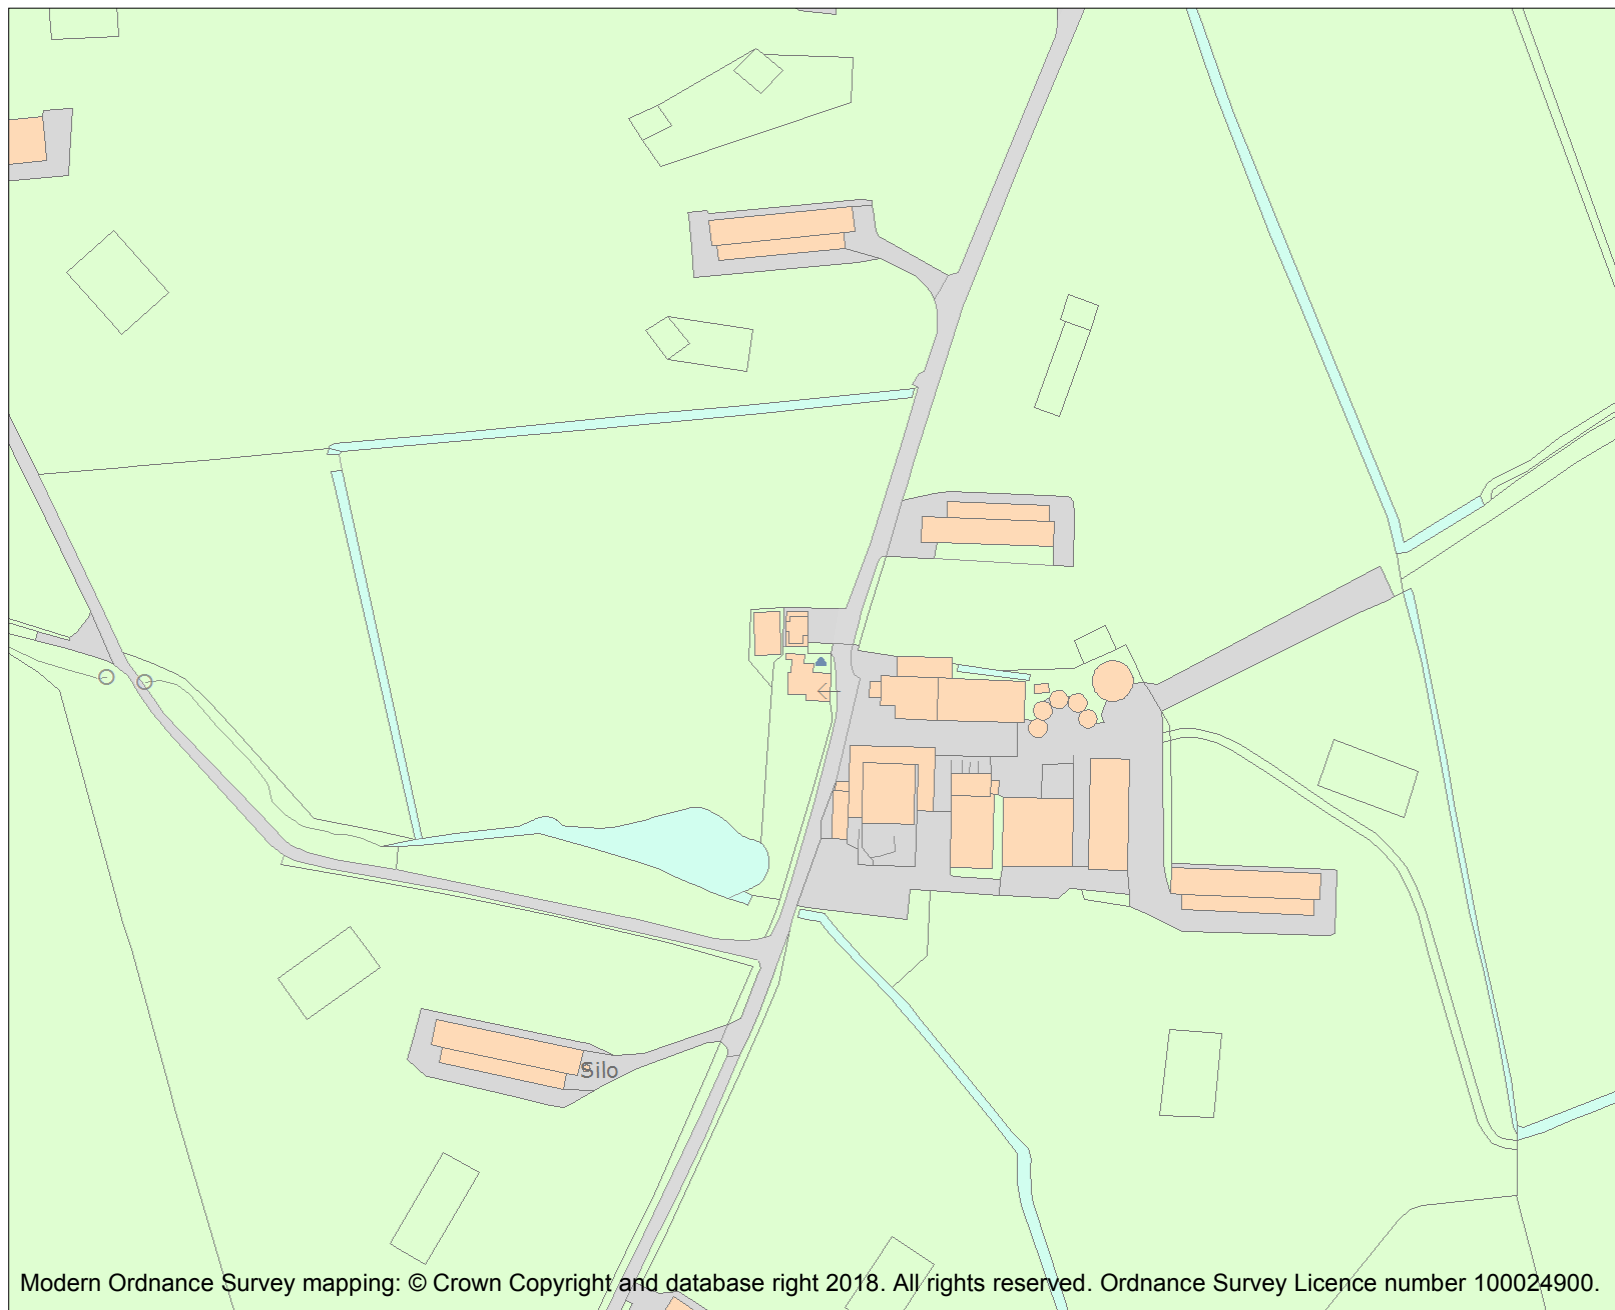 Silo
Modern Ordnance Survey mapping: © Crown Copyright and database right 2018. All rights reserved. Ordnance Survey Licence number 100024900.